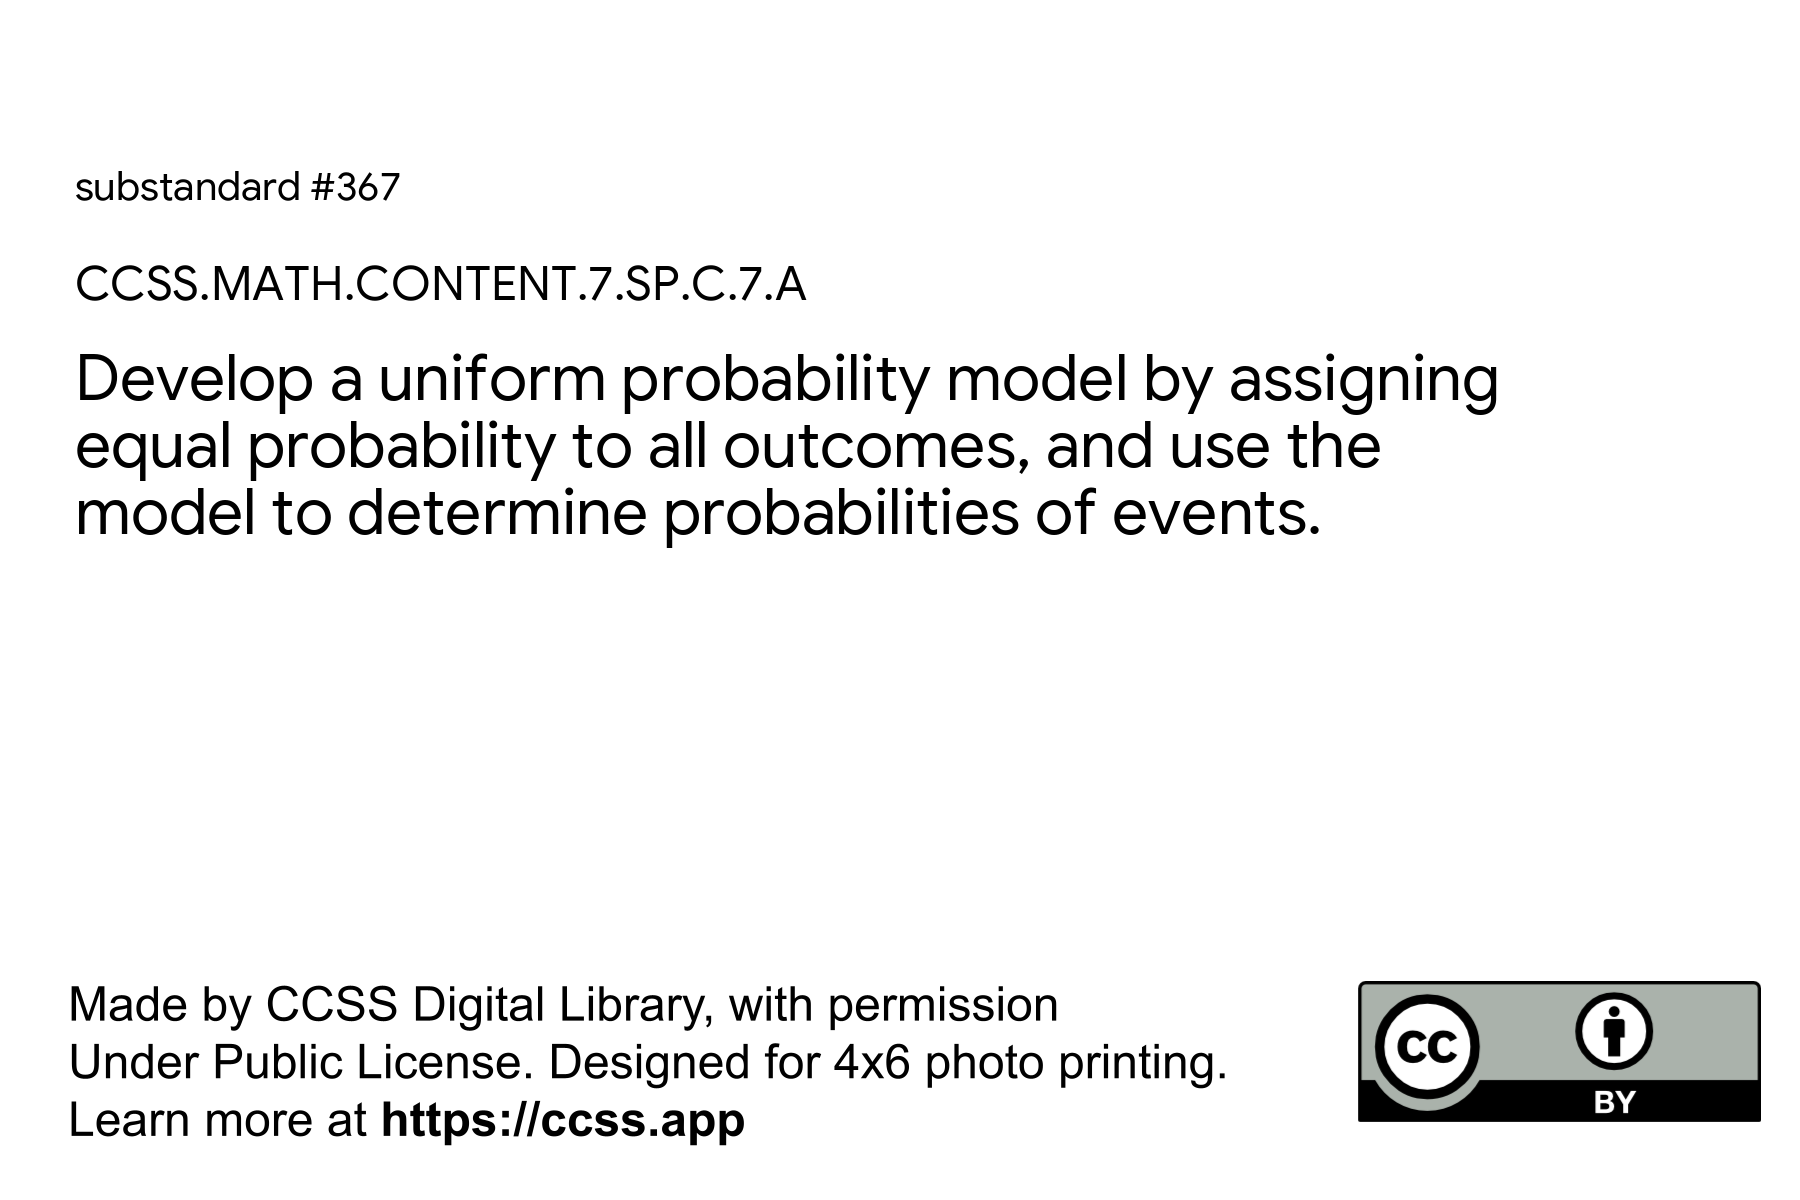 substandard #367
CCSS.MATH.CONTENT.7.SP.C.7.A
Develop a uniform probability model by assigning
equal probability to all outcomes, and use the
model to determine probabilities of events.
Made by CCSS Digital Library, with permission
Under Public License. Designed for 4x6 photo printing.
Learn more at https://ccss.app
CC
BY